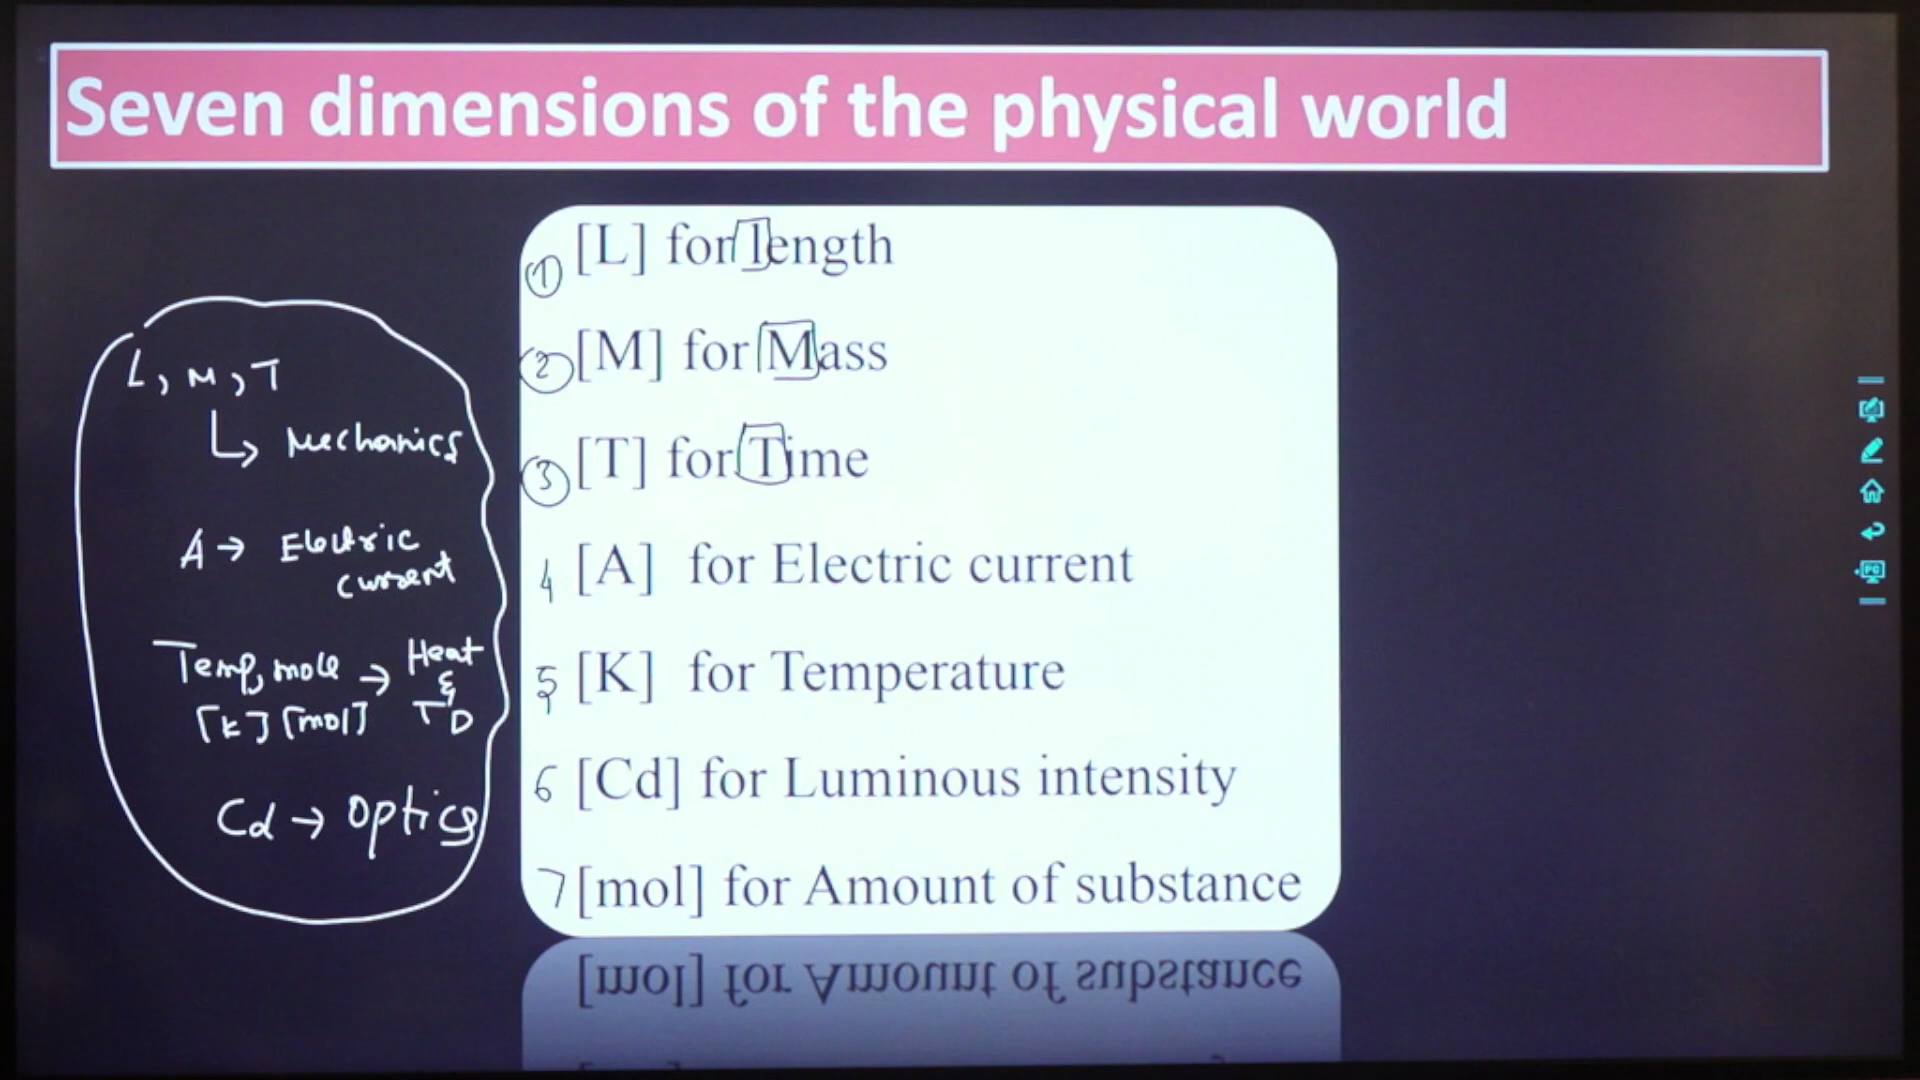 Seven dimensions of the physical world
① [L] for length
② [M] for Mass
③ [T] for Time
4 [A] for Electric current
5 [K] for Temperature
6 [Cd] for Luminous intensity
7 [mol] for Amount of substance
L, M, T
↳ Mechanics
A → Electric
current
Temp, mole → Heat
&
[K] [mol] TD
Cd → Optics
[mol] for Amount of substance
PC